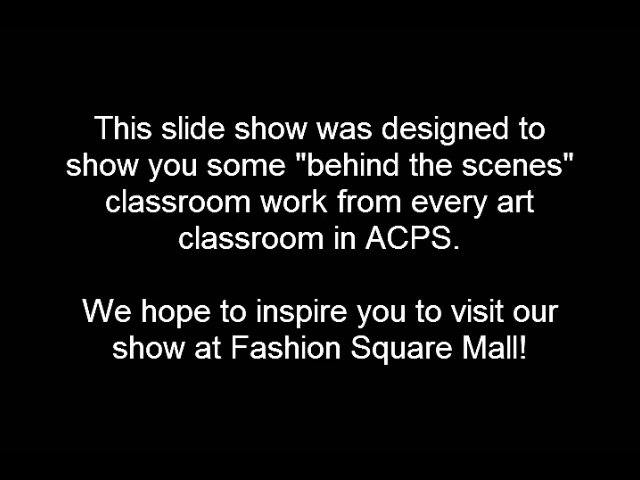 This slide show was designed to
show you some "behind the scenes"
classroom work from every art
classroom in ACPS.
We hope to inspire you to visit our
show at Fashion Square Mall!